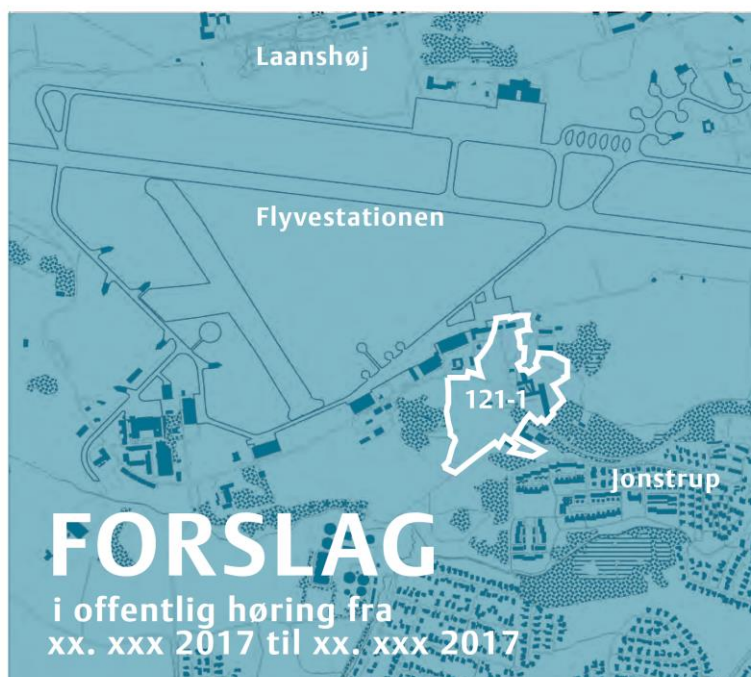 Laanshøj
Flyvestationen
121-1
Jonstrup
FORSLAG
i offentlig høring fra
xx. xxx 2017 til xx. xxx 2017